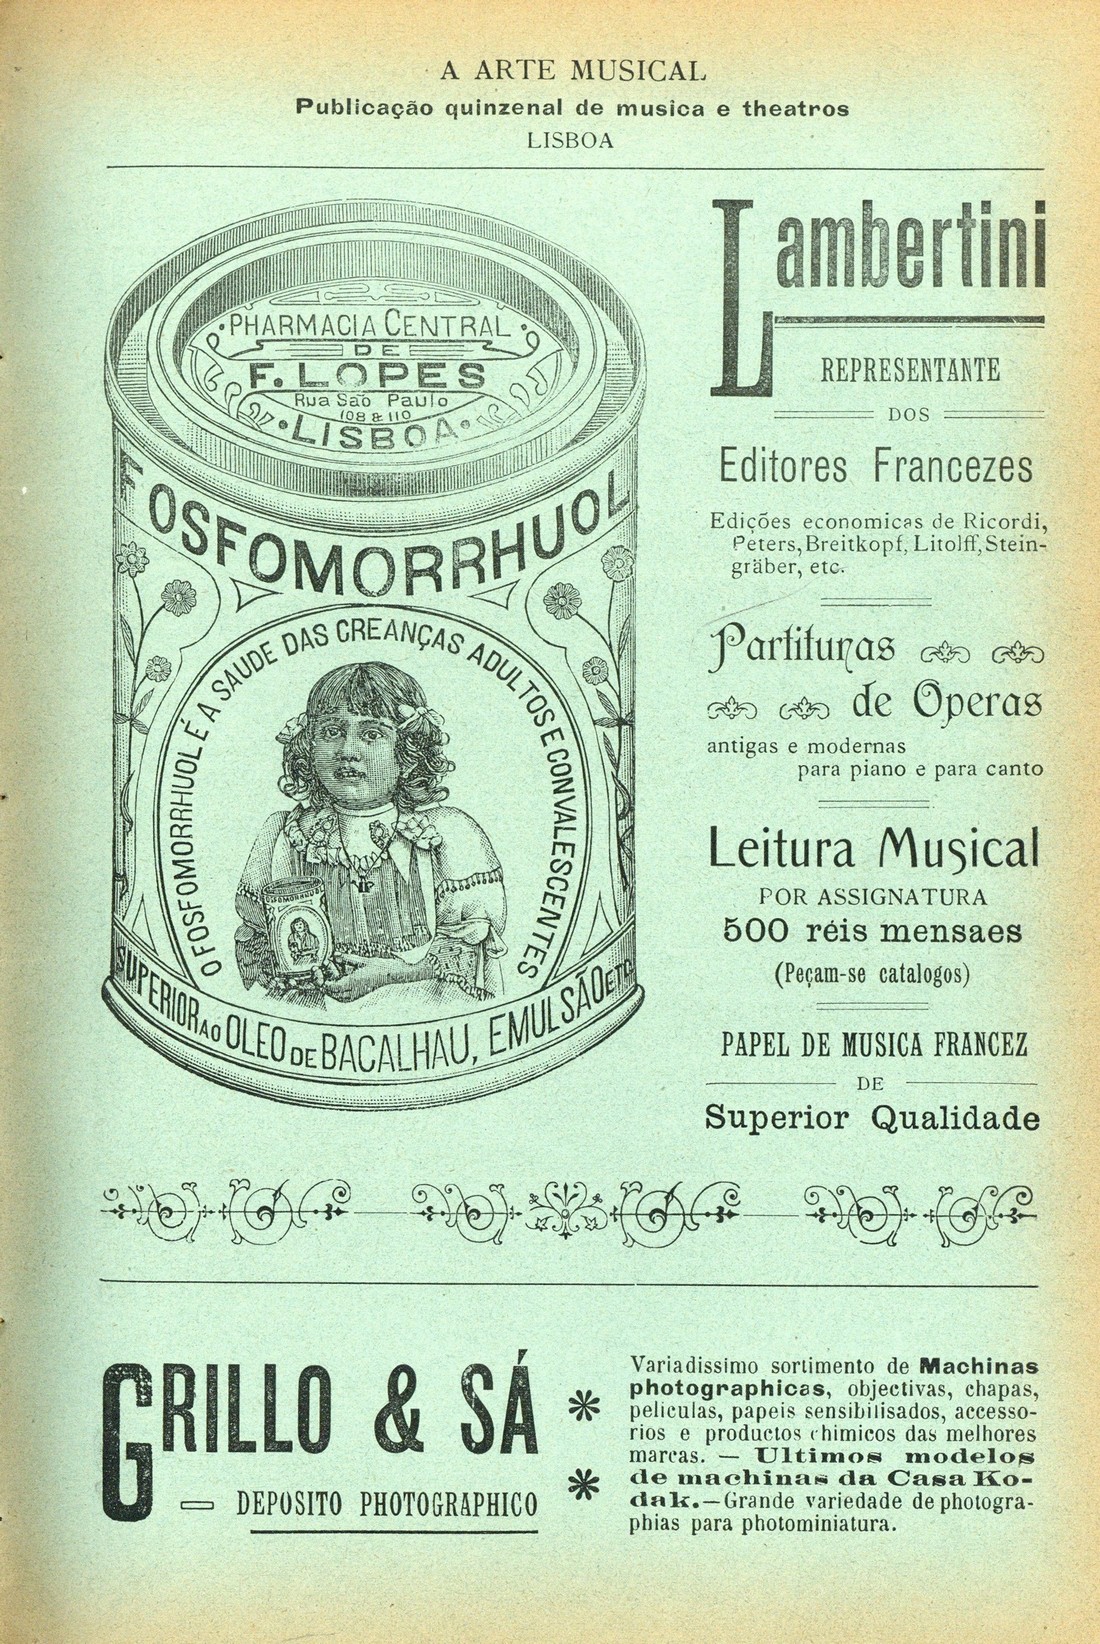 A ARTE MUSICAL
Publicação quinzenal de musica e theatros
LISBOA
PHARMACIA CENTRAL
DE
F. LOPES
Rua São Paulo
108 & 110
LISBOA
FOSFOMORRHUOL
O FOSFOMORRHUOL É A SAUDE DAS CREANÇAS ADULTOS E CONVALESCENTES
SUPERIOR AO OLEO DE BACALHAU, EMULSÃO ETC.
Lambertini
REPRESENTANTE
DOS
Editores Francezes
Edições economicas de Ricordi,
Peters, Breitkopf, Litolff, Stein-
gräber, etc.
Partituras
de Operas
antigas e modernas
para piano e para canto
Leitura Musical
POR ASSIGNATURA
500 réis mensaes
(Peçam-se catalogos)
PAPEL DE MUSICA FRANCEZ
DE
Superior Qualidade
GRILLO & SÁ
— DEPOSITO PHOTOGRAPHICO
Variadissimo sortimento de Machinas
photographicas, objectivas, chapas,
peliculas, papeis sensibilisados, accesso-
rios e productos chimicos das melhores
marcas. — Ultimos modelos
de machinas da Casa Ko-
dak.—Grande variedade de photogra-
phias para photominiatura.